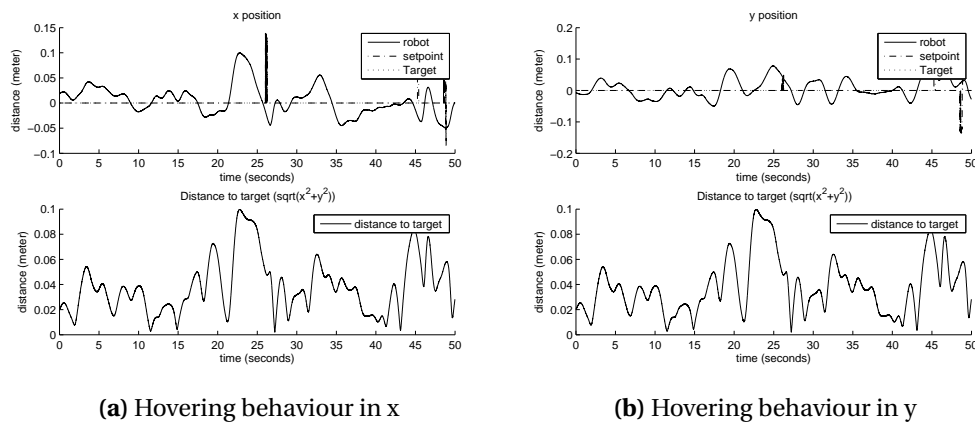 x position
0.15
0.1
0.05
0
−0.05
−0.1
distance (meter)
robot
setpoint
Target
0 5 10 15 20 25 30 35 40 45 50
time (seconds)
Distance to target (sqrt(x²+y²))
0.1
0.08
0.06
0.04
0.02
0
distance (meter)
distance to target
0 5 10 15 20 25 30 35 40 45 50
time (seconds)
(a) Hovering behaviour in x
y position
0.2
0.1
0
−0.1
−0.2
distance (meter)
robot
setpoint
Target
0 5 10 15 20 25 30 35 40 45 50
time (seconds)
Distance to target (sqrt(x²+y²))
0.1
0.08
0.06
0.04
0.02
0
distance (meter)
distance to target
0 5 10 15 20 25 30 35 40 45 50
time (seconds)
(b) Hovering behaviour in y